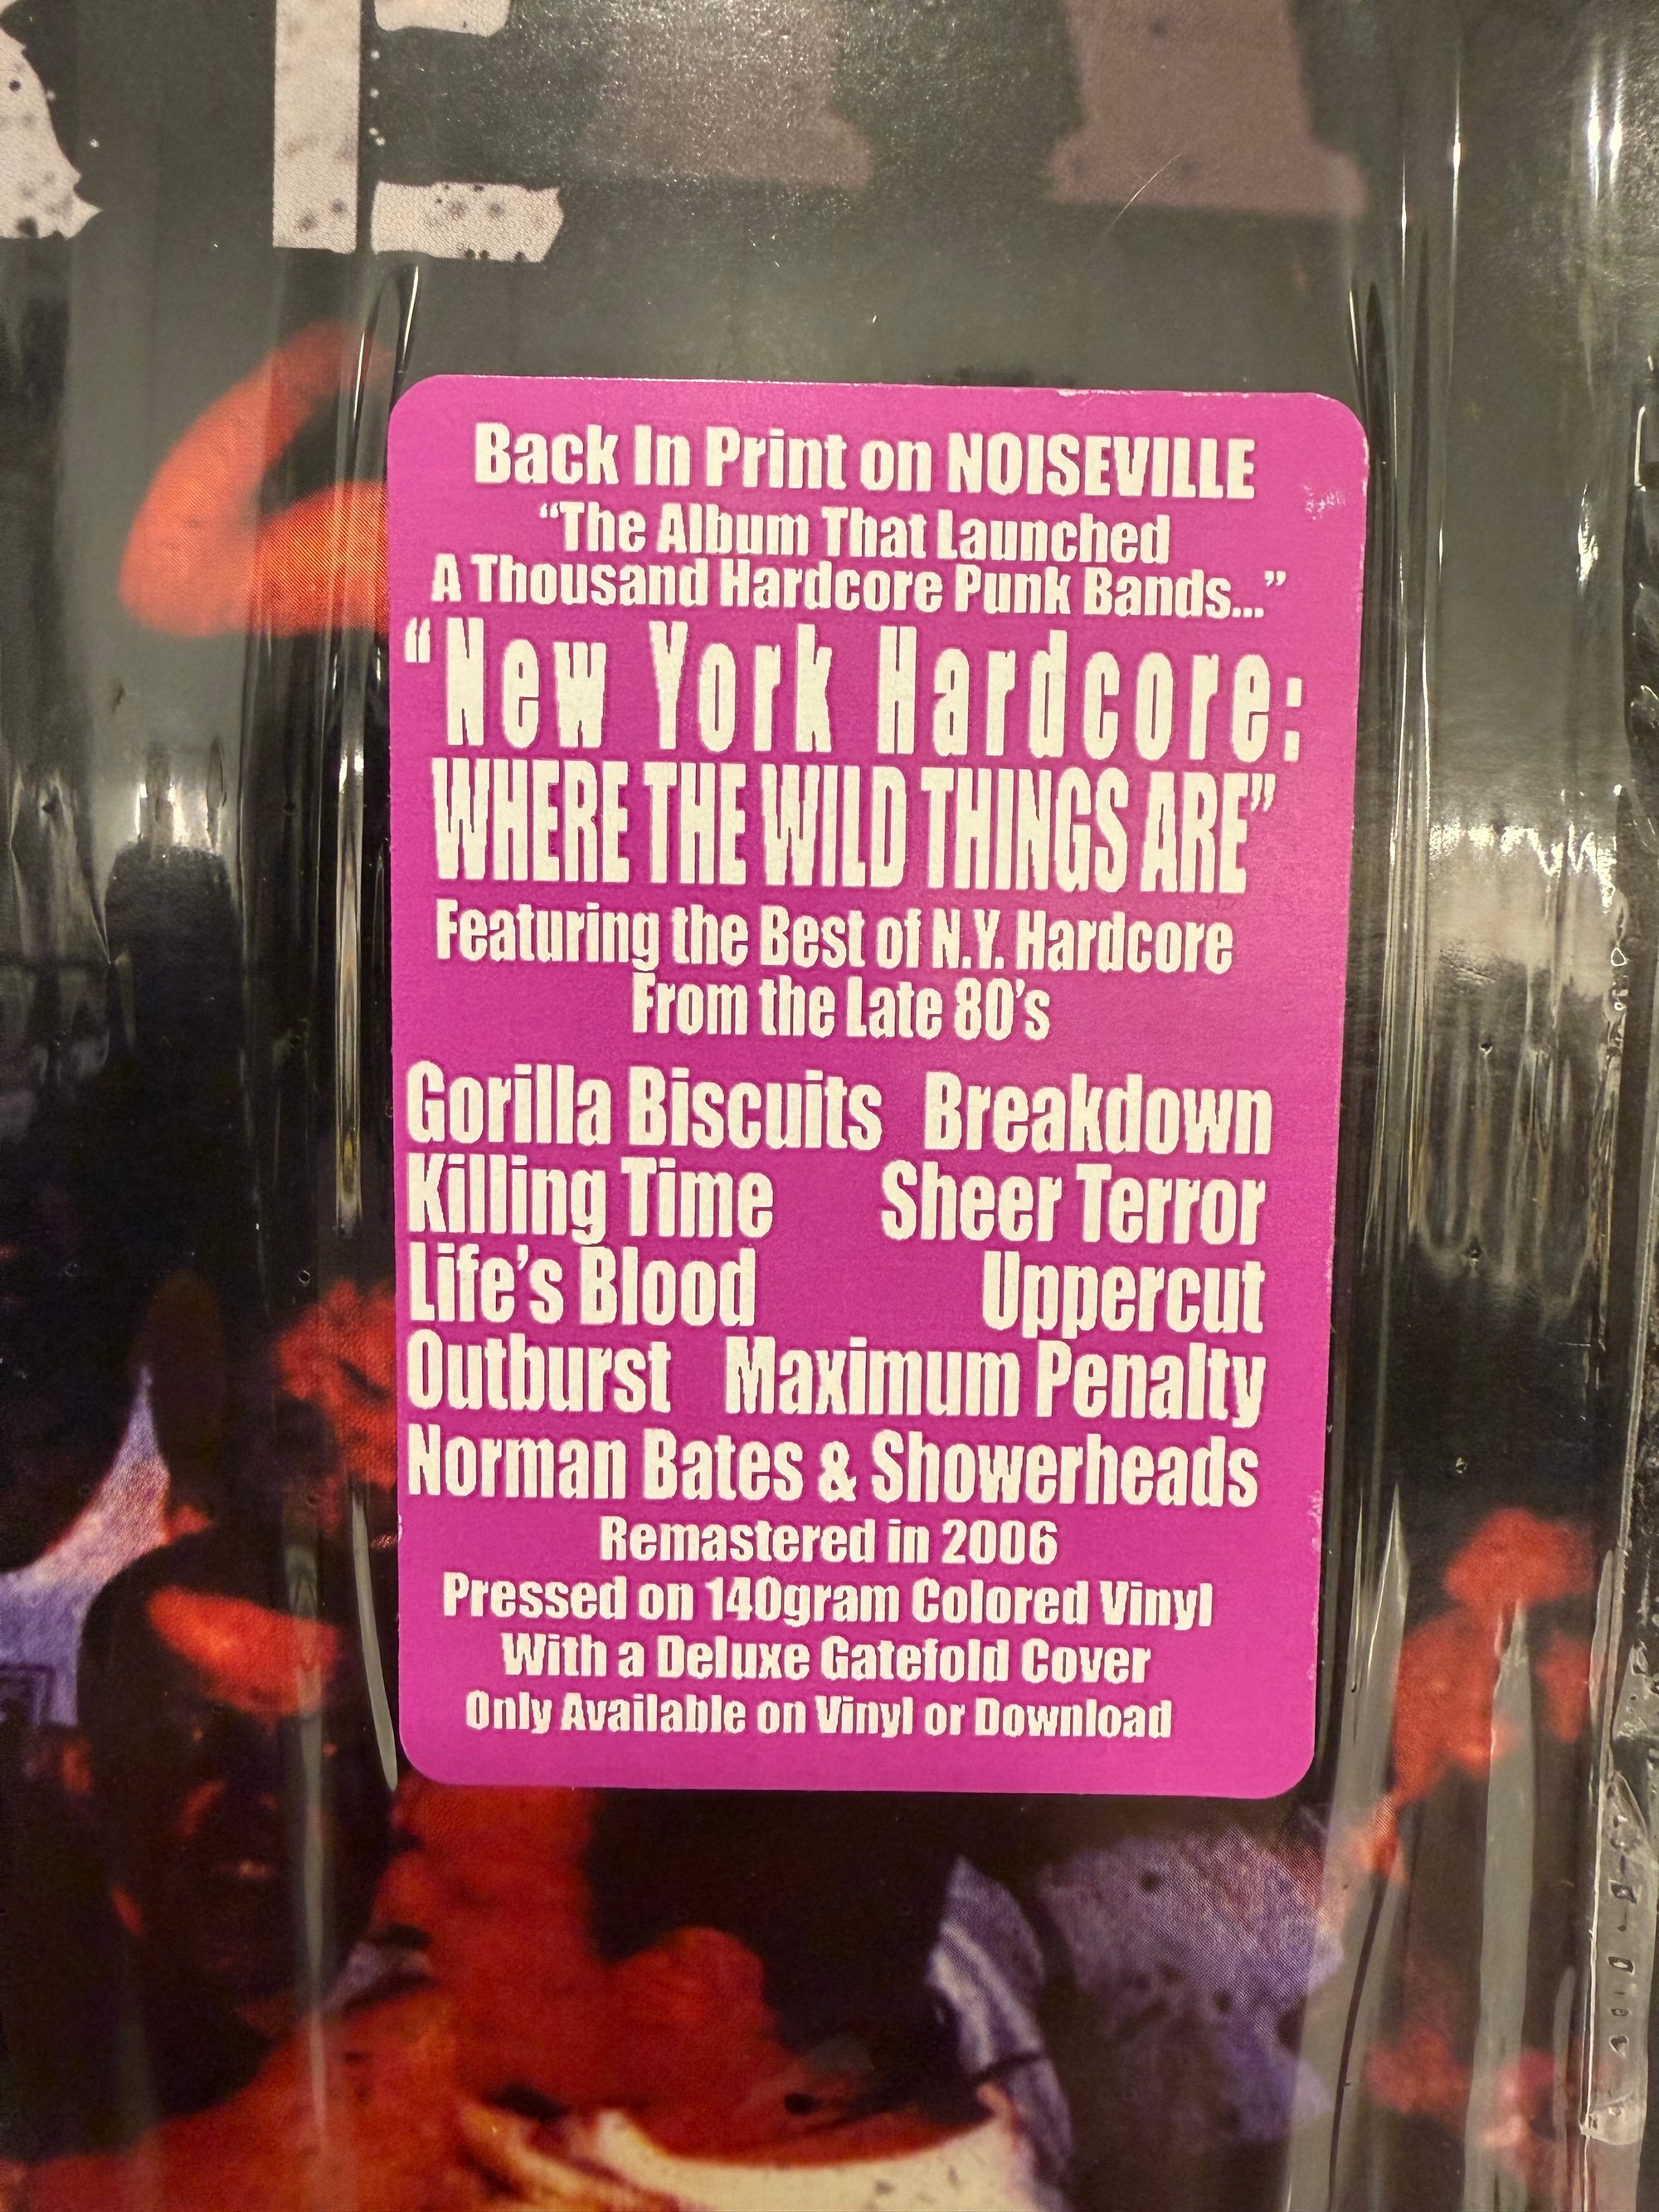 Back In Print on NOISEVILLE
“The Album That Launched
A Thousand Hardcore Punk Bands...”
“New York Hardcore:
WHERE THE WILD THINGS ARE”
Featuring the Best of N.Y. Hardcore
From the Late 80’s
Gorilla Biscuits Breakdown
Killing Time Sheer Terror
Life’s Blood Uppercut
Outburst Maximum Penalty
Norman Bates & Showerheads
Remastered in 2006
Pressed on 140gram Colored Vinyl
With a Deluxe Gatefold Cover
Only Available on Vinyl or Download